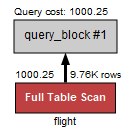 Query cost: 1000.25
query_block #1
1000.25 9.76K rows
Full Table Scan
flight